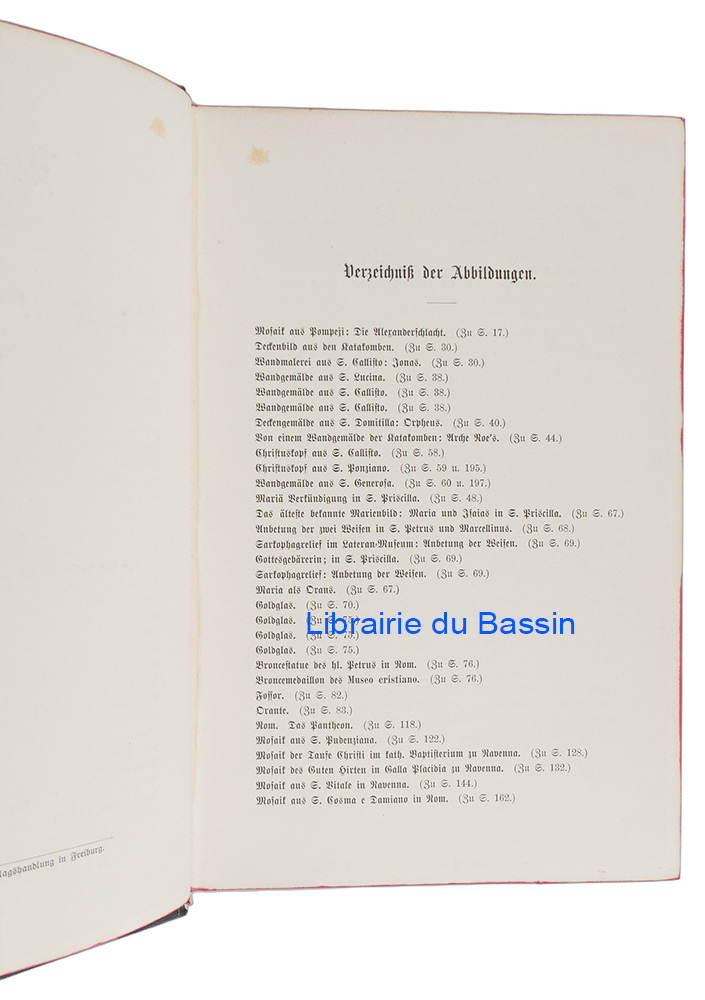 lagshandlung in Freiburg.
Verzeichniß der Abbildungen.
Mosaik aus Pompeji: Die Alexanderschlacht. (Zu S. 17.)
Deckenbild aus den Katakomben. (Zu S. 30.)
Wandmalerei aus S. Callisto: Jonas. (Zu S. 30.)
Wandgemälde aus S. Lucina. (Zu S. 38.)
Wandgemälde aus S. Callisto. (Zu S. 38.)
Wandgemälde aus S. Callisto. (Zu S. 38.)
Deckengemälde aus S. Domitilla: Orpheus. (Zu S. 40.)
Von einem Wandgemälde der Katakomben: Arche Noe's. (Zu S. 44.)
Christuskopf aus S. Callisto. (Zu S. 58.)
Christuskopf aus S. Ponziano. (Zu S. 59 u. 195.)
Wandgemälde aus S. Generosa. (Zu S. 60 u. 197.)
Mariä Verkündigung in S. Priscilla. (Zu S. 48.)
Das älteste bekannte Marienbild: Maria und Isaias in S. Priscilla. (Zu S. 67.)
Anbetung der zwei Weisen in S. Petrus und Marcellinus. (Zu S. 68.)
Sarkophagrelief im Lateran-Museum: Anbetung der Weisen. (Zu S. 69.)
Gottesgebärerin; in S. Priscilla. (Zu S. 69.)
Sarkophagrelief: Anbetung der Weisen. (Zu S. 69.)
Maria als Orans. (Zu S. 67.)
Goldglas. (Zu S. 70.)
Goldglas. (Zu S.
Librairie du Bassin
Goldglas. (Zu S. 75.)
Goldglas. (Zu S. 75.)
Broncestatue des hl. Petrus in Rom. (Zu S. 76.)
Broncemedaillon des Museo cristiano. (Zu S. 76.)
Fossor. (Zu S. 82.)
Orante. (Zu S. 83.)
Rom. Das Pantheon. (Zu S. 118.)
Mosaik aus S. Pudenziana. (Zu S. 122.)
Mosaik der Taufe Christi im kath. Baptisterium zu Ravenna. (Zu S. 128.)
Mosaik des Guten Hirten in Galla Placidia zu Ravenna. (Zu S. 132.)
Mosaik aus S. Vitale in Ravenna. (Zu S. 144.)
Mosaik aus S. Cosma e Damiano in Rom. (Zu S. 162.)